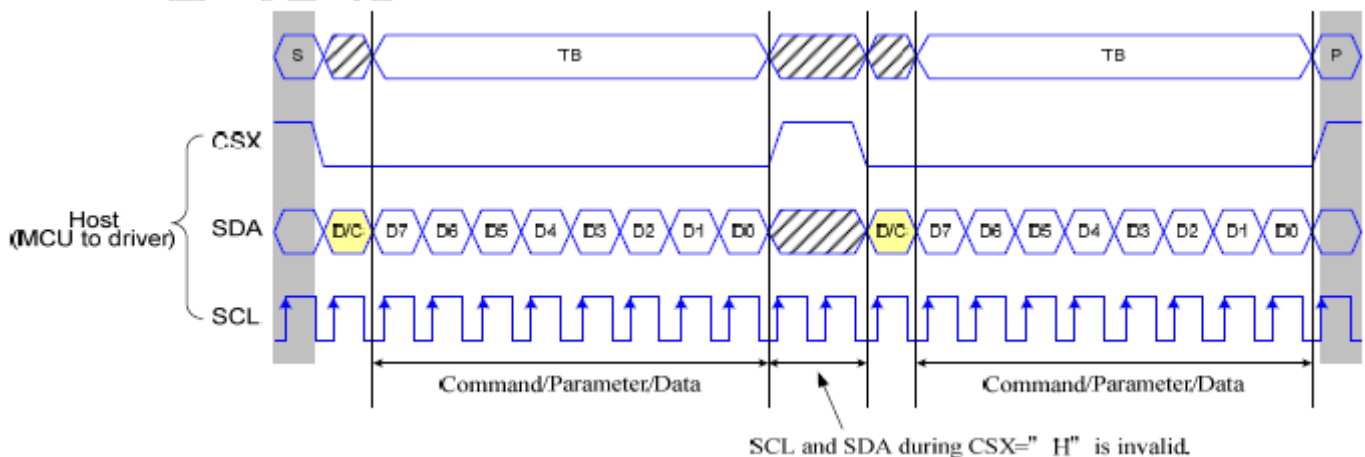 S TB TB P
CSX
Host
(MCU to driver)
SDA D/C D7 D6 D5 D4 D3 D2 D1 D0 D/C D7 D6 D5 D4 D3 D2 D1 D0
SCL
Command/Parameter/Data Command/Parameter/Data
SCL and SDA during CSX=" H" is invalid.